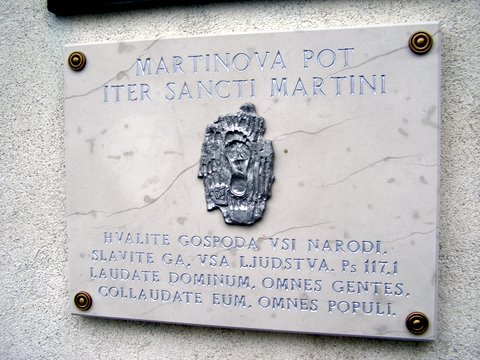 MARTINOVA POT
ITER SANCTI MARTINI
HVALITE GOSPODA VSI NARODI,
SLAVITE GA, VSA LJUDSTVA. Ps 117,1
LAUDATE DOMINUM, OMNES GENTES,
COLLAUDATE EUM, OMNES POPULI.